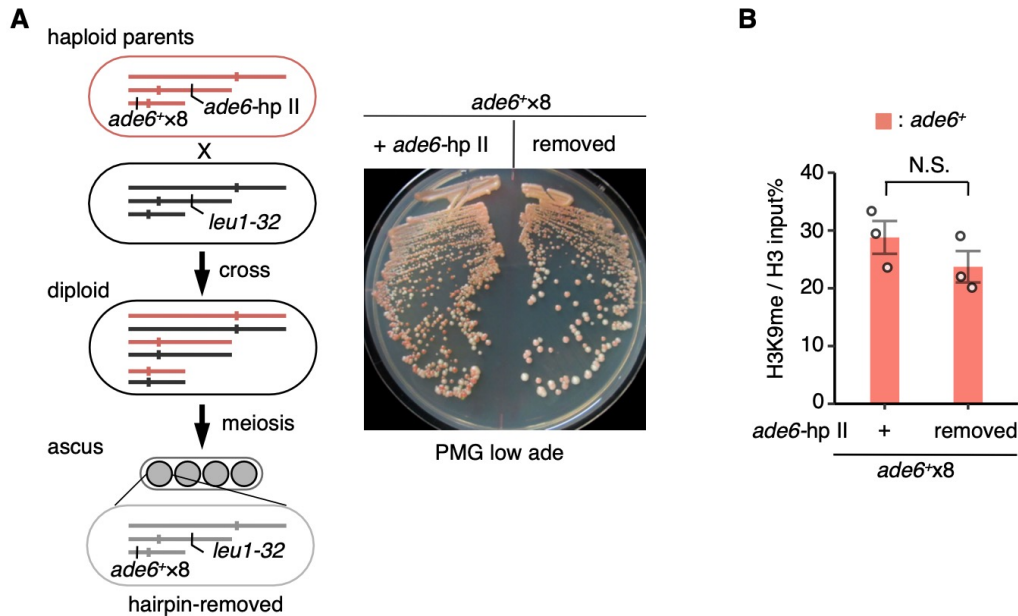 A
haploid parents
ade6-hp II
ade6+×8
X
leu1-32
cross
diploid
meiosis
ascus
leu1-32
ade6+×8
hairpin-removed
ade6+×8
+ ade6-hp II removed
PMG low ade
B
: ade6+
N.S.
H3K9me / H3 input%
40
30
20
10
0
ade6-hp II + removed
ade6+x8